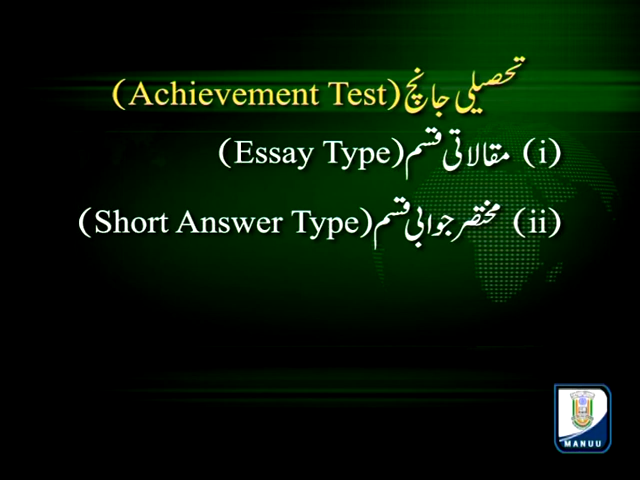 تحصیلی جانچ (Achievement Test)
(i) مقالاتی قسم (Essay Type)
(ii) مختصر جوابی قسم (Short Answer Type)
MANUU